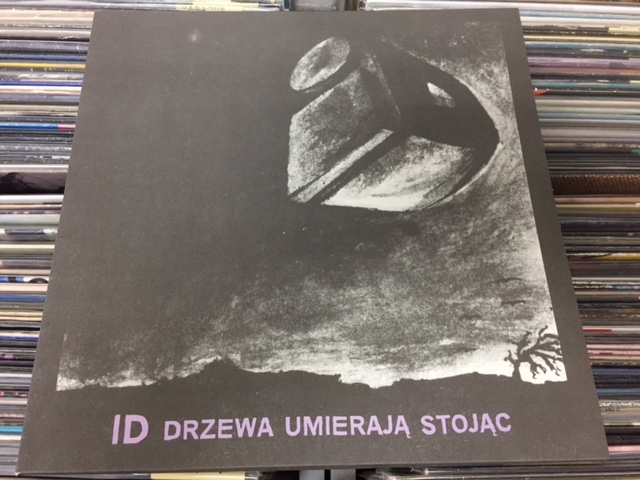 ID DRZEWA UMIERAJĄ STOJĄC